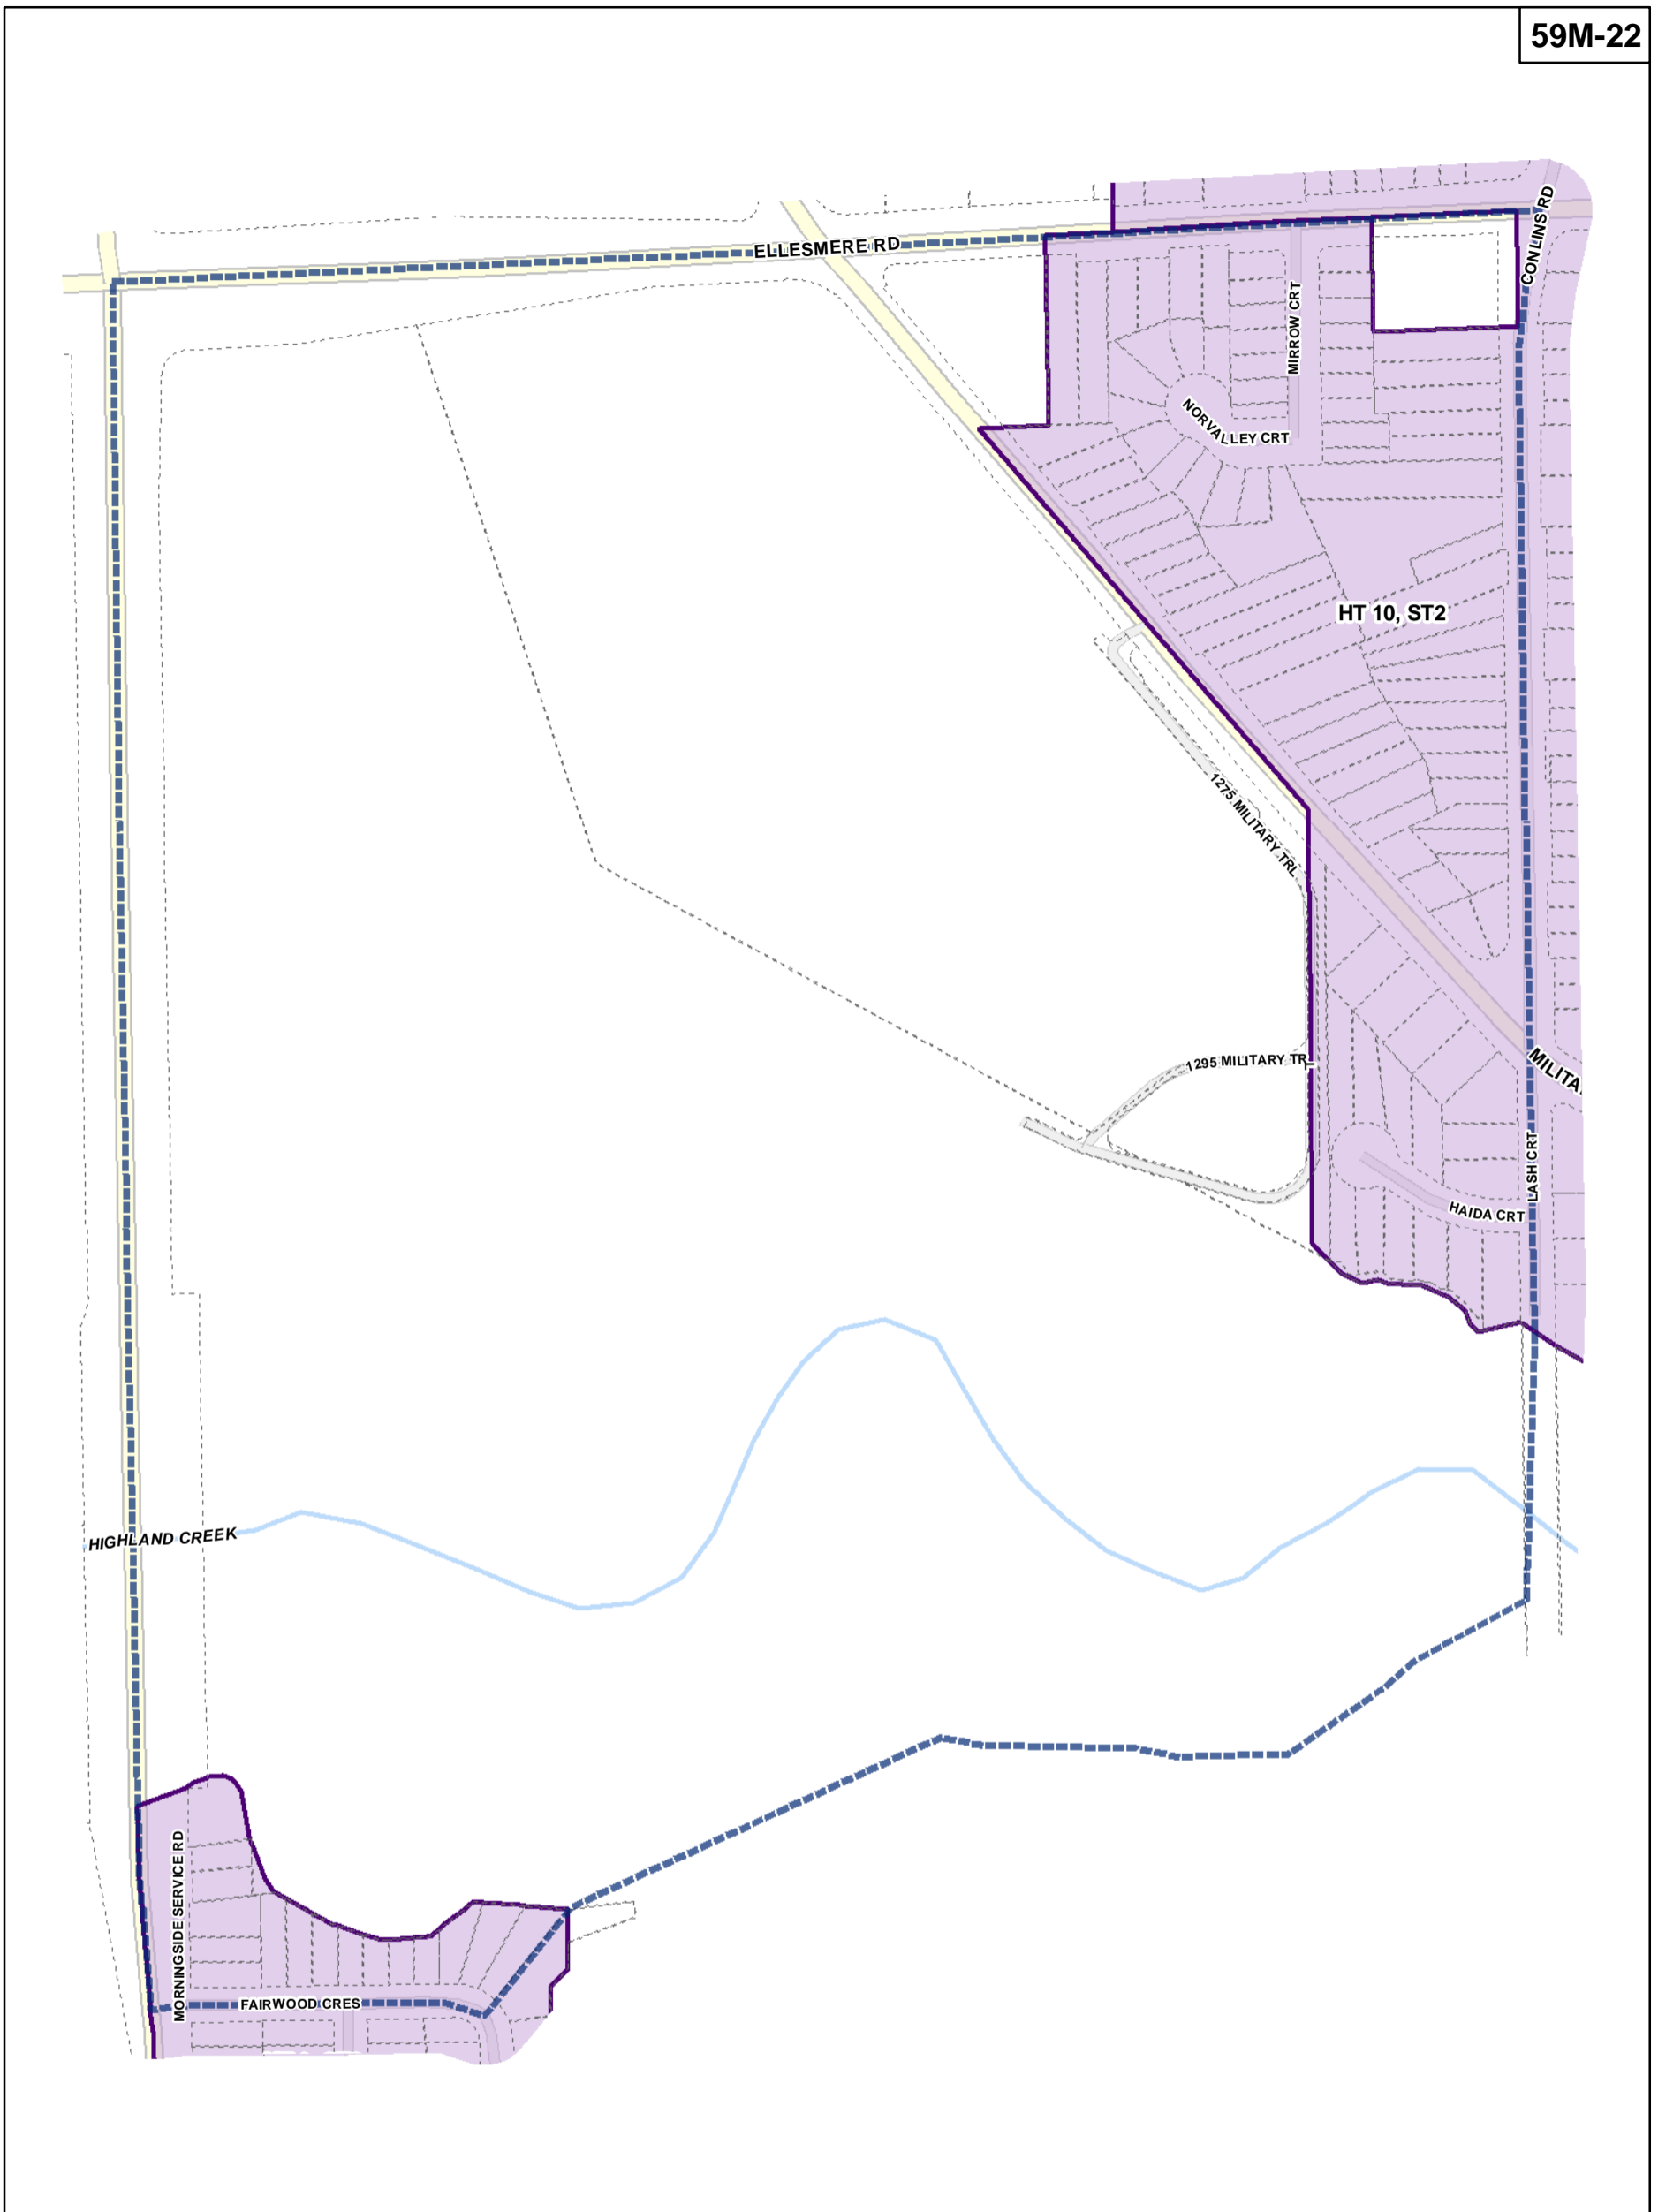 59M-22
CONLINS RD
ELLESMERE RD
MIRROW CRT
NORVALLEY CRT
HT 10, ST2
1275 MILITARY TRL
1295 MILITARY TR
MILITA
LASH CRT
HAIDA CRT
HIGHLAND CREEK
MORNINGSIDE SERVICE RD
FAIRWOOD CRES